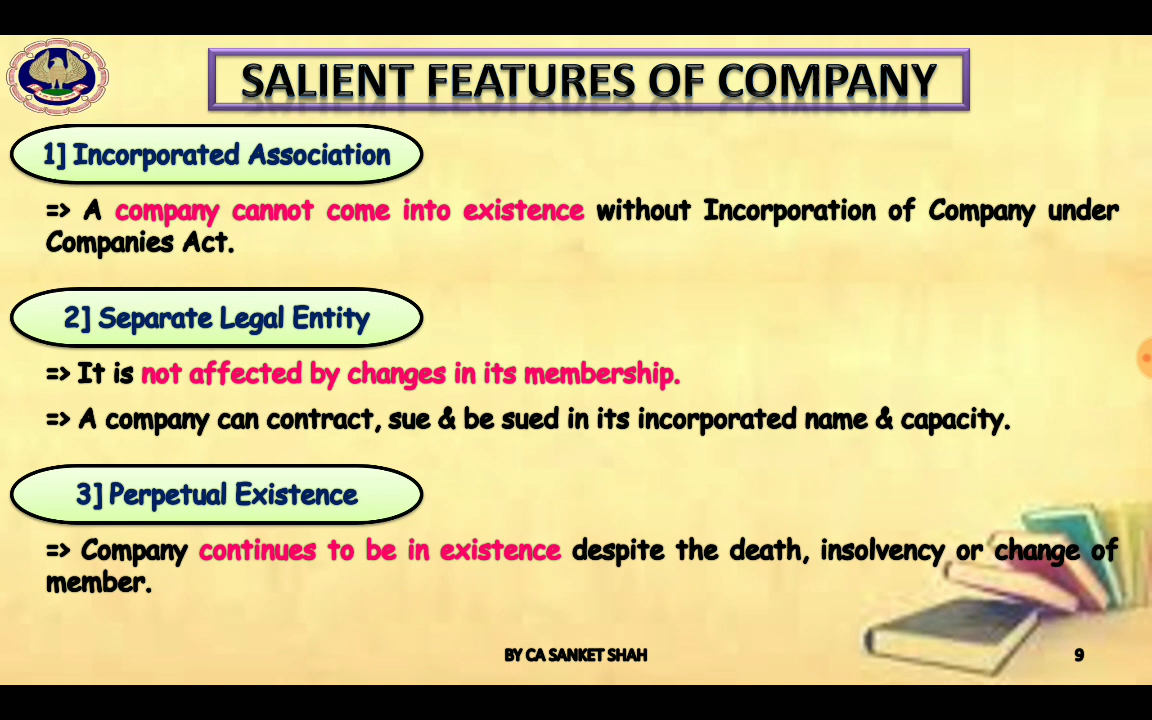 SALIENT FEATURES OF COMPANY
1] Incorporated Association
=> A company cannot come into existence without Incorporation of Company under
Companies Act.
2] Separate Legal Entity
=> It is not affected by changes in its membership.
=> A company can contract, sue & be sued in its incorporated name & capacity.
3] Perpetual Existence
=> Company continues to be in existence despite the death, insolvency or change of
member.
BY CA SANKET SHAH
9